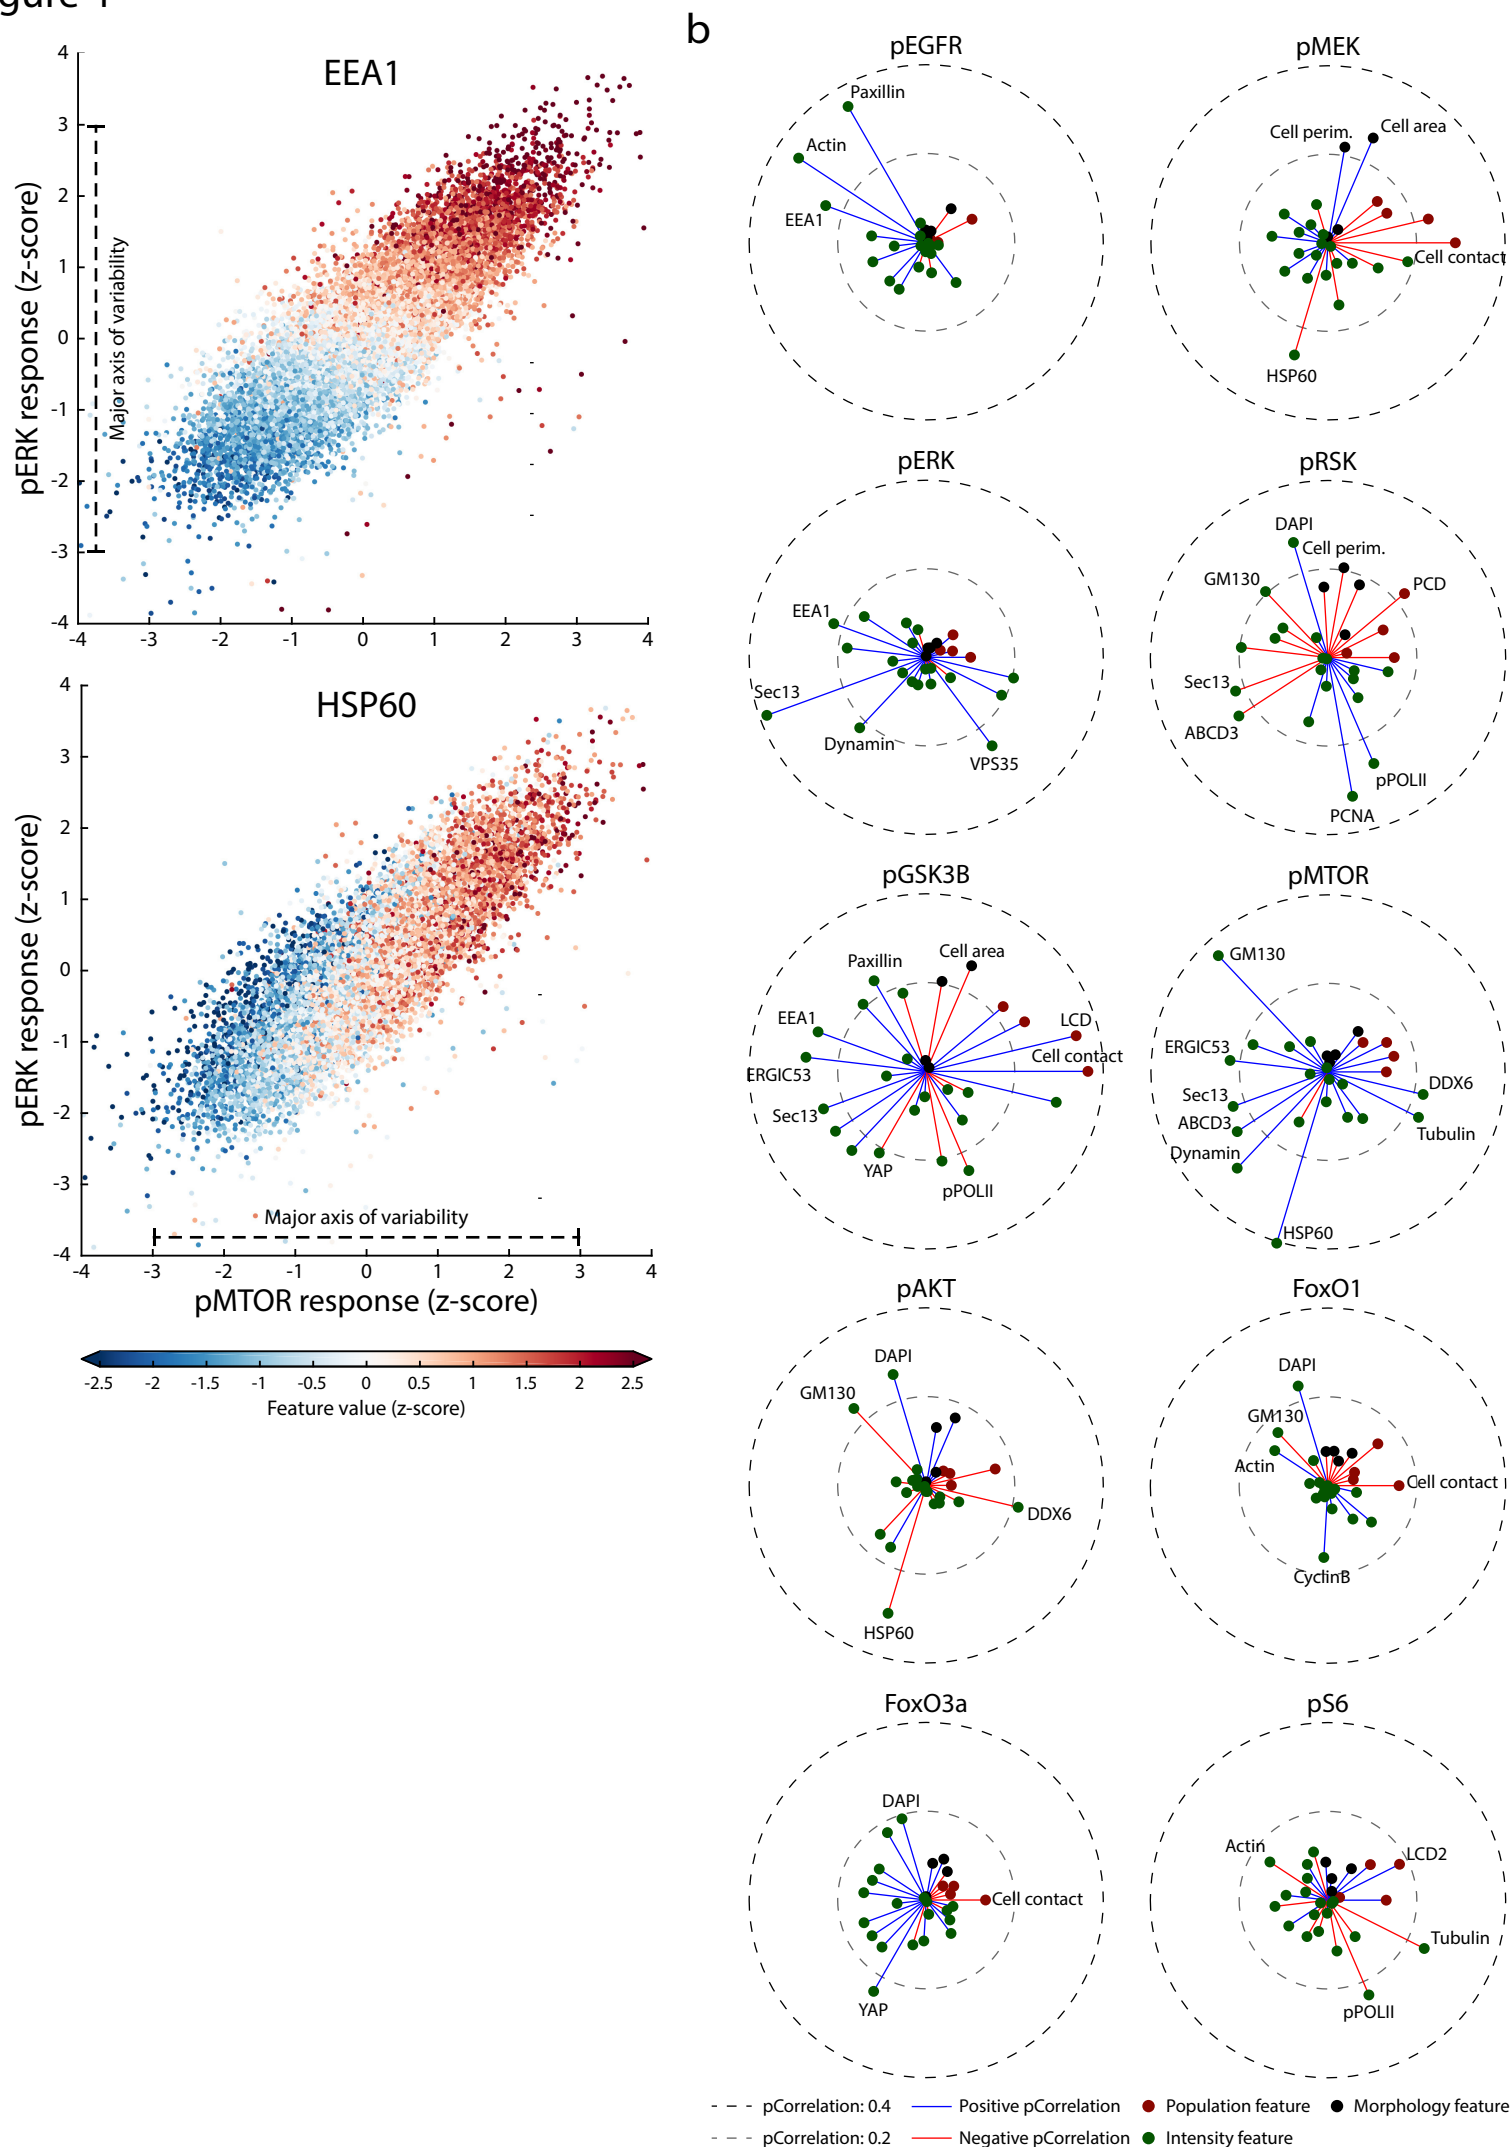 b
EEA1
4
3
2
1
0
-1
-2
-3
-4
pERK response (z-score)
Major axis of variability
-4 -3 -2 -1 0 1 2 3 4
HSP60
4
3
2
1
0
-1
-2
-3
-4
pERK response (z-score)
Major axis of variability
-4 -3 -2 -1 0 1 2 3 4
pMTOR response (z-score)
-2.5 -2 -1.5 -1 -0.5 0 0.5 1 1.5 2 2.5
Feature value (z-score)
pEGFR
Paxillin
Actin
EEA1
pMEK
Cell perim.
Cell area
Cell contact
HSP60
pERK
EEA1
Sec13
Dynamin
VPS35
pRSK
DAPI
Cell perim.
GM130
PCD
Sec13
ABCD3
pPOLII
PCNA
pGSK3B
Cell area
Paxillin
EEA1
LCD
Cell contact
ERGIC53
Sec13
YAP
pPOLII
pMTOR
GM130
ERGIC53
DDX6
Sec13
ABCD3
Tubulin
Dynamin
HSP60
pAKT
DAPI
GM130
DDX6
HSP60
FoxO1
DAPI
GM130
Actin
Cell contact
CyclinB
FoxO3a
DAPI
Cell contact
YAP
pS6
Actin
LCD2
Tubulin
pPOLII
pCorrelation: 0.4 Positive pCorrelation Population feature Morphology feature
pCorrelation: 0.2 Negative pCorrelation Intensity feature